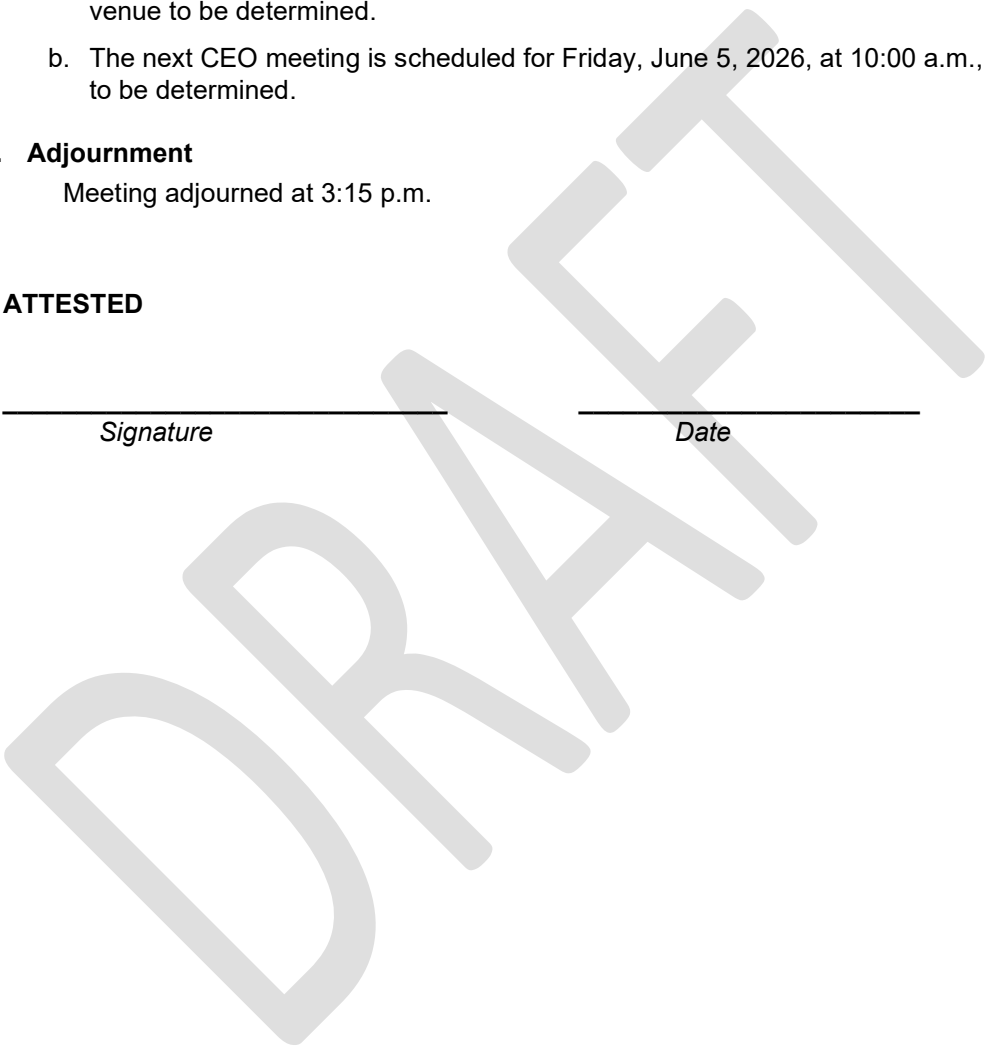 venue to be determined.
b. The next CEO meeting is scheduled for Friday, June 5, 2026, at 10:00 a.m.,
to be determined.
. Adjournment
Meeting adjourned at 3:15 p.m.
ATTESTED
Signature Date
DRAFT